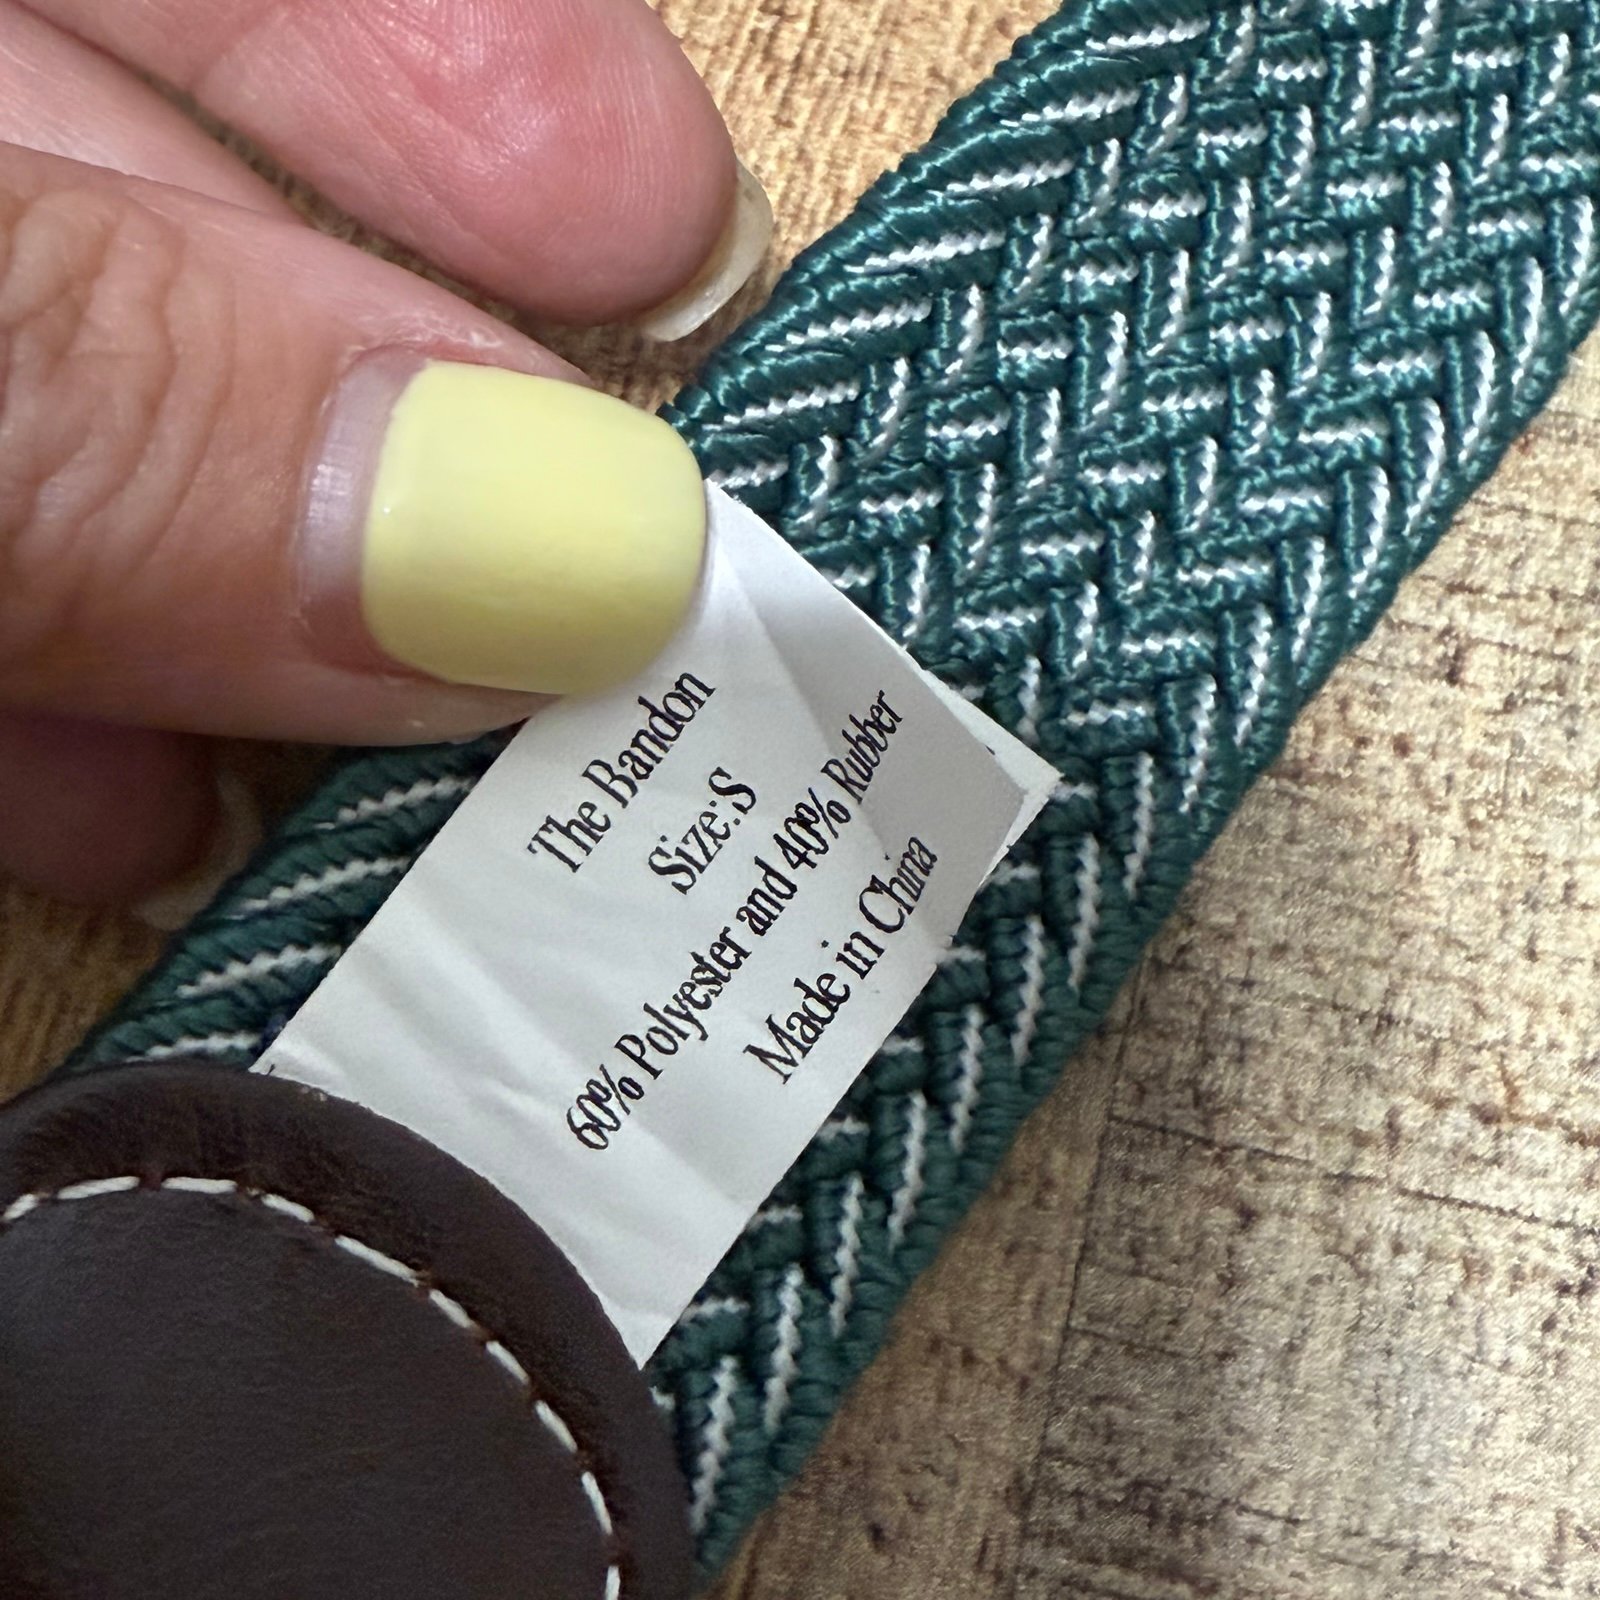 The Bandon
Size:S
60% Polyester and 40% Rubber
Made in China